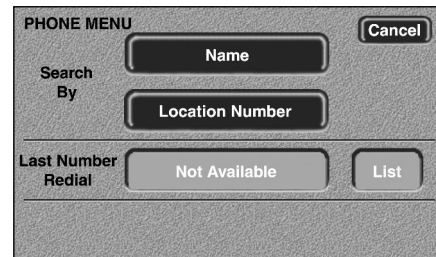 PHONE MENU
Cancel
Name
Search
By
Location Number
Last Number
Redial
Not Available
List